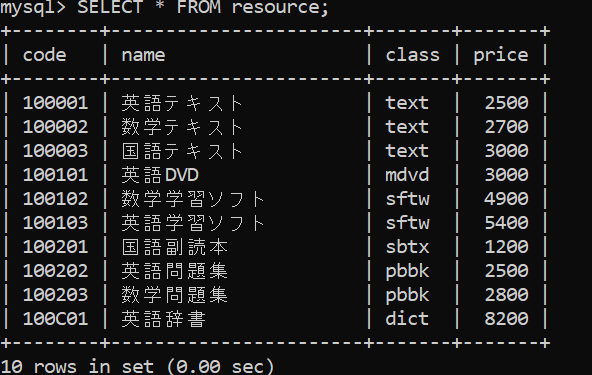 mysql> SELECT * FROM resource;
+--------+----------------------+-------+-------+
| code   | name                 | class | price |
+--------+----------------------+-------+-------+
| 100001 | 英語テキスト         | text  |  2500 |
| 100002 | 数学テキスト         | text  |  2700 |
| 100003 | 国語テキスト         | text  |  3000 |
| 100101 | 英語DVD              | mdvd  |  3000 |
| 100102 | 数学学習ソフト       | sftw  |  4900 |
| 100103 | 英語学習ソフト       | sftw  |  5400 |
| 100201 | 国語副読本           | sbtx  |  1200 |
| 100202 | 英語問題集           | pbbk  |  2500 |
| 100203 | 数学問題集           | pbbk  |  2800 |
| 100C01 | 英語辞書             | dict  |  8200 |
+--------+----------------------+-------+-------+
10 rows in set (0.00 sec)